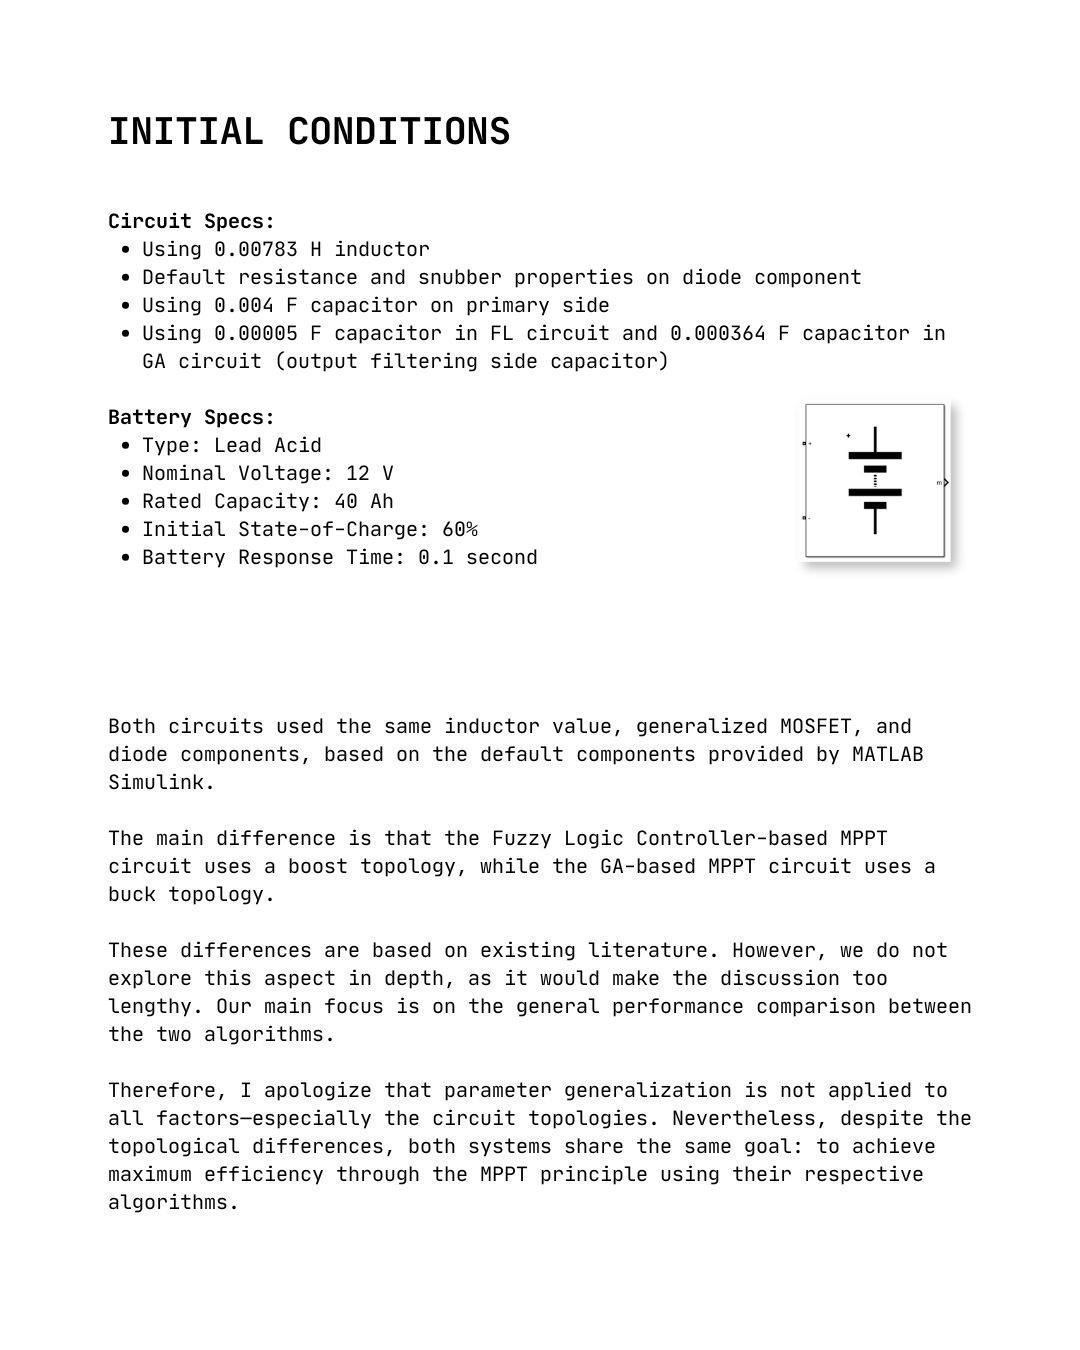 INITIAL CONDITIONS
Circuit Specs:
• Using 0.00783 H inductor
• Default resistance and snubber properties on diode component
• Using 0.004 F capacitor on primary side
• Using 0.00005 F capacitor in FL circuit and 0.000364 F capacitor in
GA circuit (output filtering side capacitor)
Battery Specs:
• Type: Lead Acid
• Nominal Voltage: 12 V
• Rated Capacity: 40 Ah
• Initial State-of-Charge: 60%
• Battery Response Time: 0.1 second
+
+
m
-
Both circuits used the same inductor value, generalized MOSFET, and
diode components, based on the default components provided by MATLAB
Simulink.
The main difference is that the Fuzzy Logic Controller-based MPPT
circuit uses a boost topology, while the GA-based MPPT circuit uses a
buck topology.
These differences are based on existing literature. However, we do not
explore this aspect in depth, as it would make the discussion too
lengthy. Our main focus is on the general performance comparison between
the two algorithms.
Therefore, I apologize that parameter generalization is not applied to
all factors—especially the circuit topologies. Nevertheless, despite the
topological differences, both systems share the same goal: to achieve
maximum efficiency through the MPPT principle using their respective
algorithms.